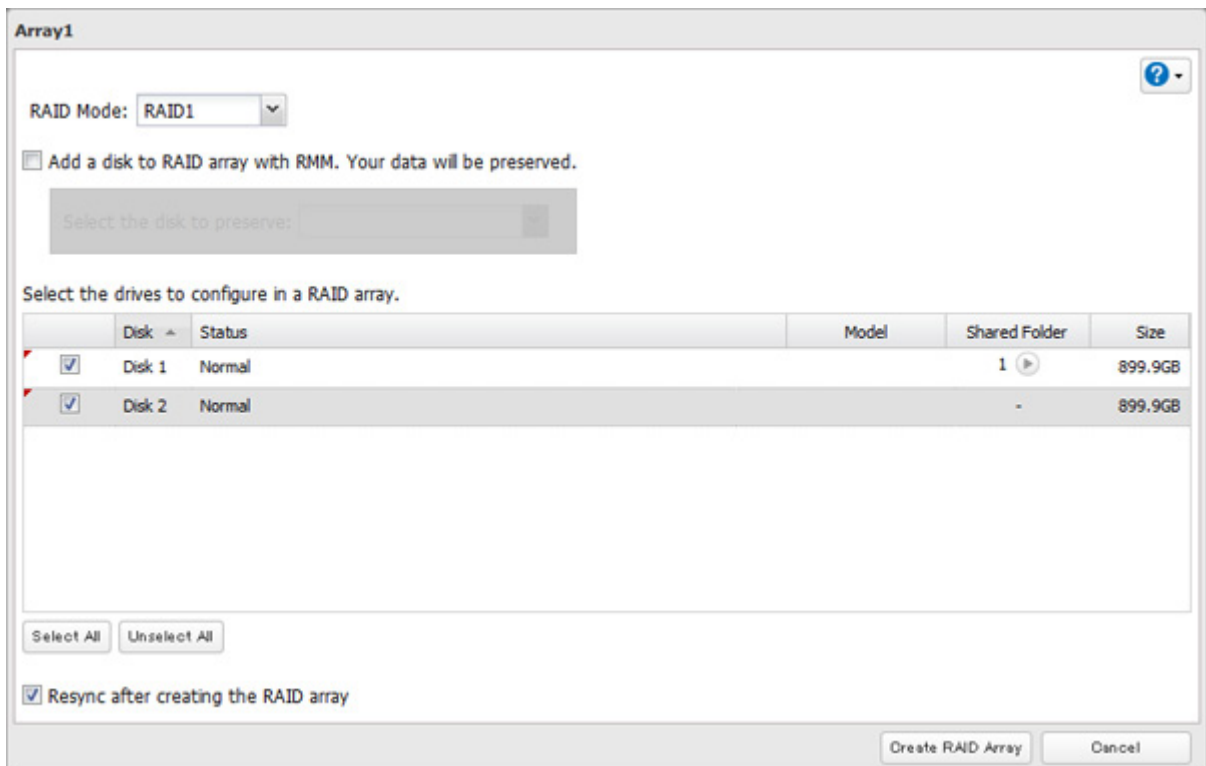 Array1
RAID Mode: RAID1
Add a disk to RAID array with RMM. Your data will be preserved.
Select the disk to preserve:
Select the drives to configure in a RAID array.
Disk Status Model Shared Folder Size
Disk 1 Normal 1 899.9GB
Disk 2 Normal - 899.9GB
Select All Unselect All
Resync after creating the RAID array
Create RAID Array Cancel